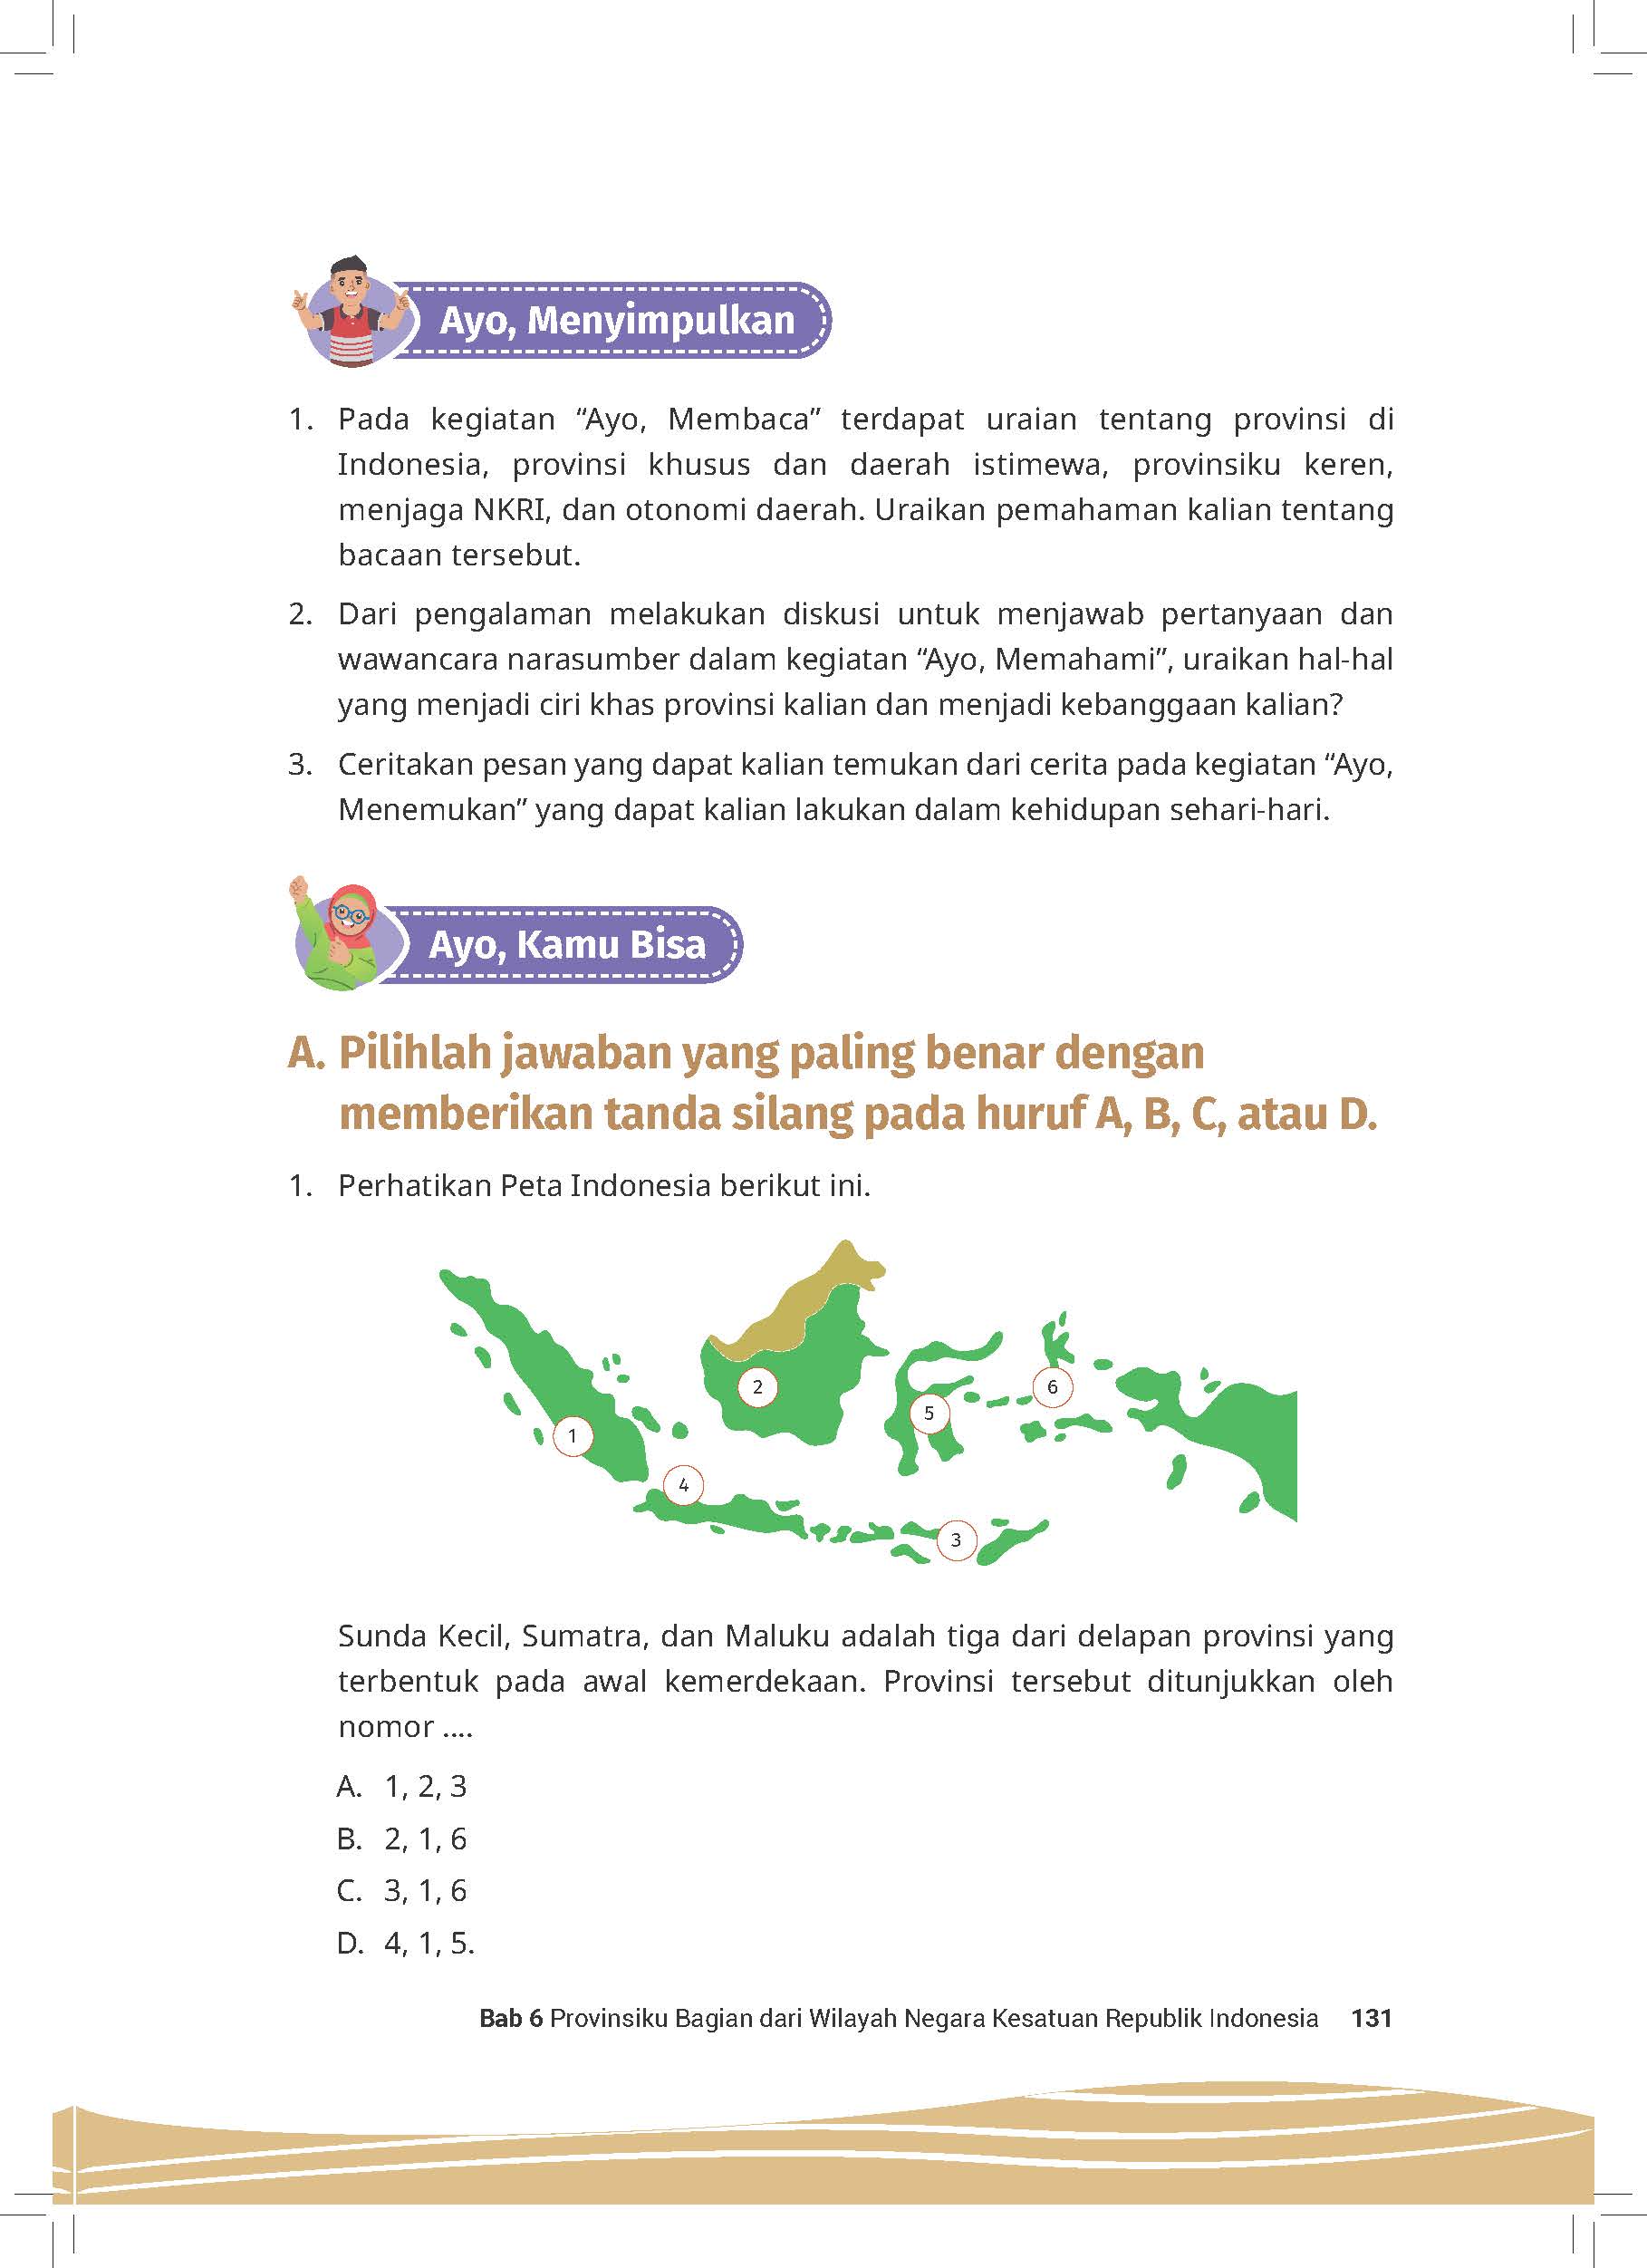 Ayo, Menyimpulkan
1. Pada kegiatan “Ayo, Membaca” terdapat uraian tentang provinsi di
Indonesia, provinsi khusus dan daerah istimewa, provinsiku keren,
menjaga NKRI, dan otonomi daerah. Uraikan pemahaman kalian tentang
bacaan tersebut.
2. Dari pengalaman melakukan diskusi untuk menjawab pertanyaan dan
wawancara narasumber dalam kegiatan “Ayo, Memahami”, uraikan hal-hal
yang menjadi ciri khas provinsi kalian dan menjadi kebanggaan kalian?
3. Ceritakan pesan yang dapat kalian temukan dari cerita pada kegiatan “Ayo,
Menemukan” yang dapat kalian lakukan dalam kehidupan sehari-hari.
Ayo, Kamu Bisa
A. Pilihlah jawaban yang paling benar dengan
memberikan tanda silang pada huruf A, B, C, atau D.
1. Perhatikan Peta Indonesia berikut ini.
2
6
5
1
4
3
Sunda Kecil, Sumatra, dan Maluku adalah tiga dari delapan provinsi yang
terbentuk pada awal kemerdekaan. Provinsi tersebut ditunjukkan oleh
nomor ....
A. 1, 2, 3
B. 2, 1, 6
C. 3, 1, 6
D. 4, 1, 5.
Bab 6 Provinsiku Bagian dari Wilayah Negara Kesatuan Republik Indonesia 131